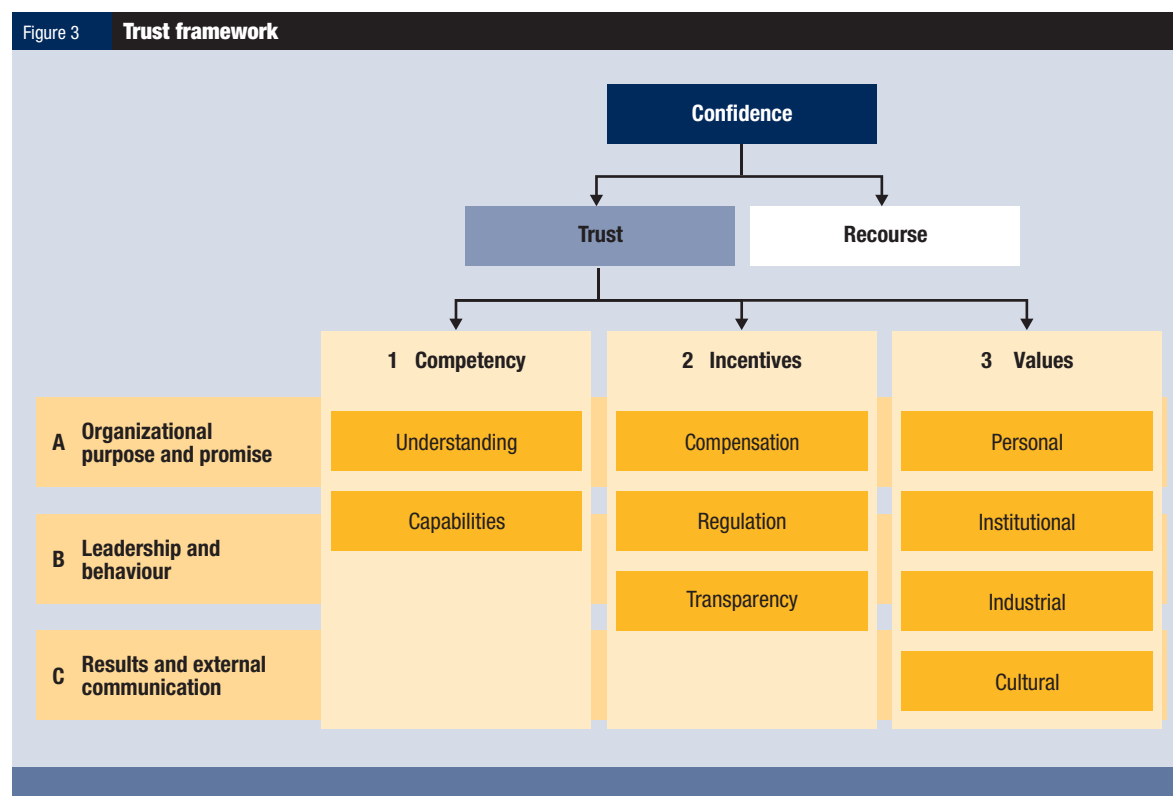 Figure 3 Trust framework
Confidence
Trust Recourse
1 Competency 2 Incentives 3 Values
A Organizational
purpose and promise
Understanding Compensation Personal
Capabilities Regulation Institutional
B Leadership and
behaviour
Transparency Industrial
C Results and external
communication
Cultural